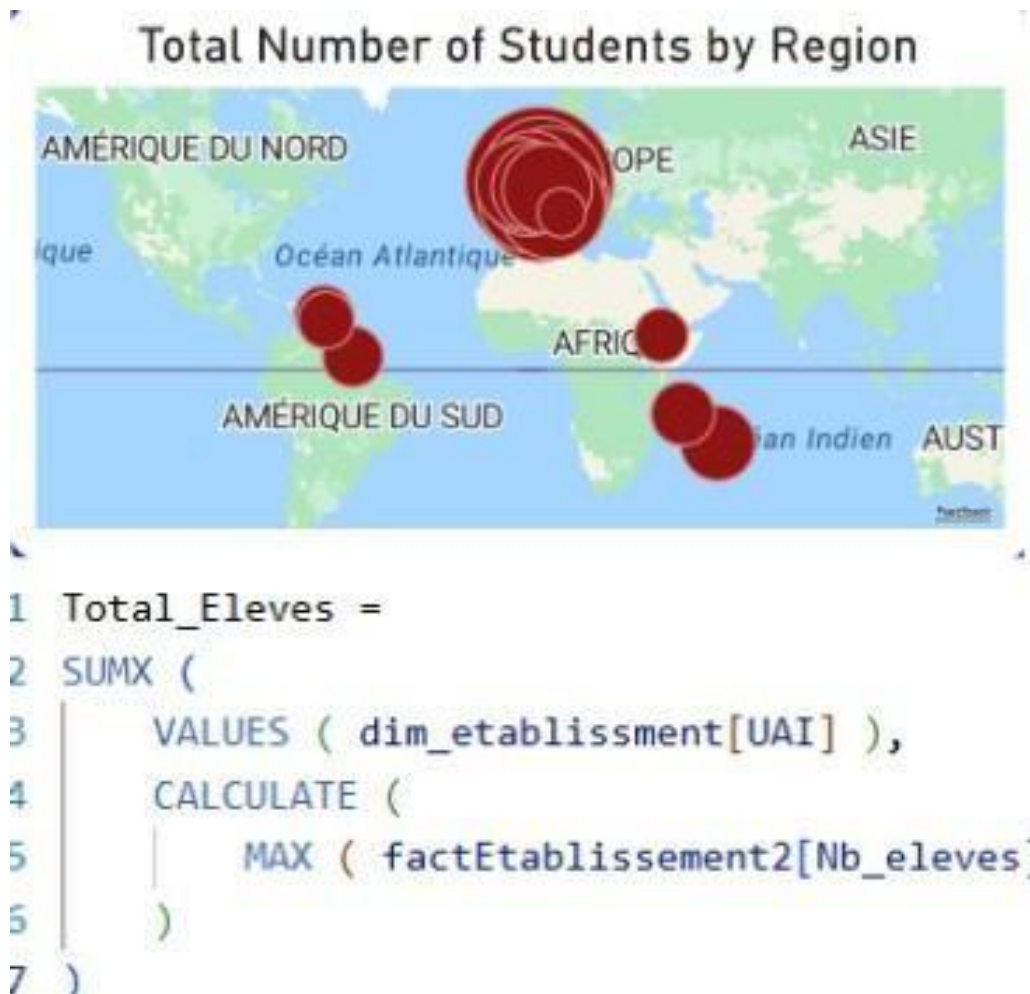 Total Number of Students by Region
AMÉRIQUE DU NORD
OPE
ASIE
ique
Océan Atlantique
AFRIQ
AMÉRIQUE DU SUD
an Indien
AUST
1 Total_Eleves =
2 SUMX (
3 VALUES ( dim_etablissment[UAI] ),
4 CALCULATE (
5 MAX ( factEtablissement2[Nb_eleves]
6 )
7 )